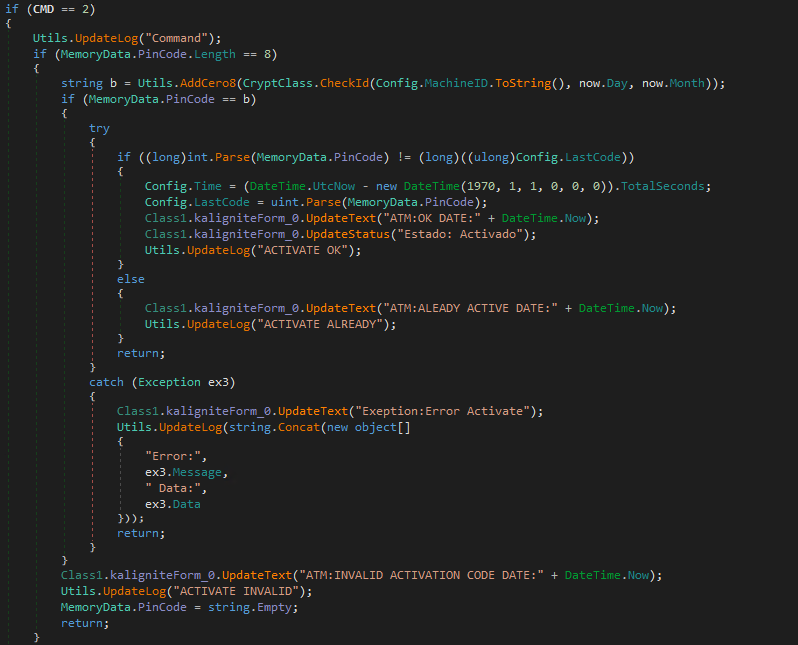 if (CMD == 2)
{
Utils.UpdateLog("Command");
if (MemoryData.PinCode.Length == 8)
{
string b = Utils.AddCero8(CryptClass.CheckId(Config.MachineID.ToString(), now.Day, now.Month));
if (MemoryData.PinCode == b)
{
try
{
if ((long)int.Parse(MemoryData.PinCode) != (long)((ulong)Config.LastCode))
{
Config.Time = (DateTime.UtcNow - new DateTime(1970, 1, 1, 0, 0, 0)).TotalSeconds;
Config.LastCode = uint.Parse(MemoryData.PinCode);
Class1.kaligniteForm_0.UpdateText("ATM:OK DATE:" + DateTime.Now);
Class1.kaligniteForm_0.UpdateStatus("Estado: Activado");
Utils.UpdateLog("ACTIVATE OK");
}
else
{
Class1.kaligniteForm_0.UpdateText("ATM:ALEADY ACTIVE DATE:" + DateTime.Now);
Utils.UpdateLog("ACTIVATE ALREADY");
}
return;
}
catch (Exception ex3)
{
Class1.kaligniteForm_0.UpdateText("Exeption:Error Activate");
Utils.UpdateLog(string.Concat(new object[]
{
"Error:",
ex3.Message,
" Data:",
ex3.Data
}));
return;
}
}
Class1.kaligniteForm_0.UpdateText("ATM:INVALID ACTIVATION CODE DATE:" + DateTime.Now);
Utils.UpdateLog("ACTIVATE INVALID");
MemoryData.PinCode = string.Empty;
return;
}